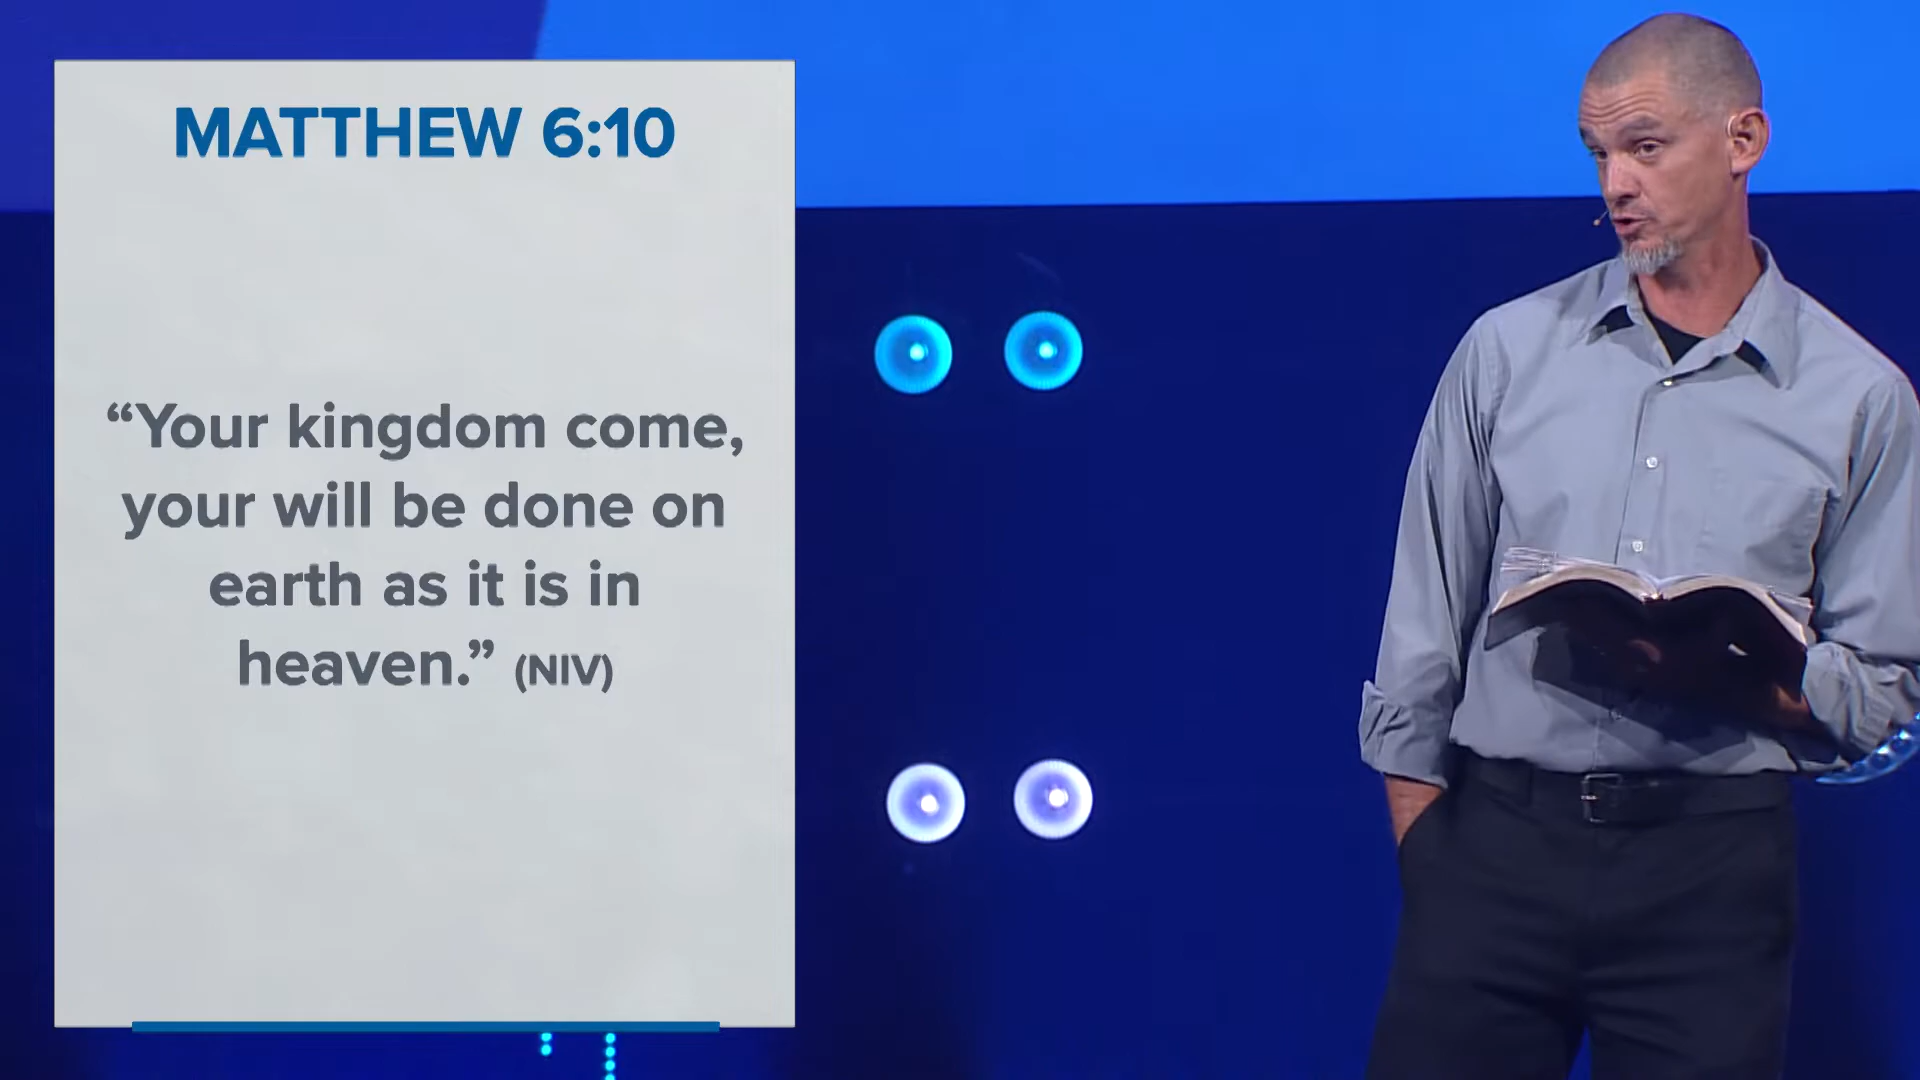 MATTHEW 6:10
“Your kingdom come,
your will be done on
earth as it is in
heaven.” (NIV)